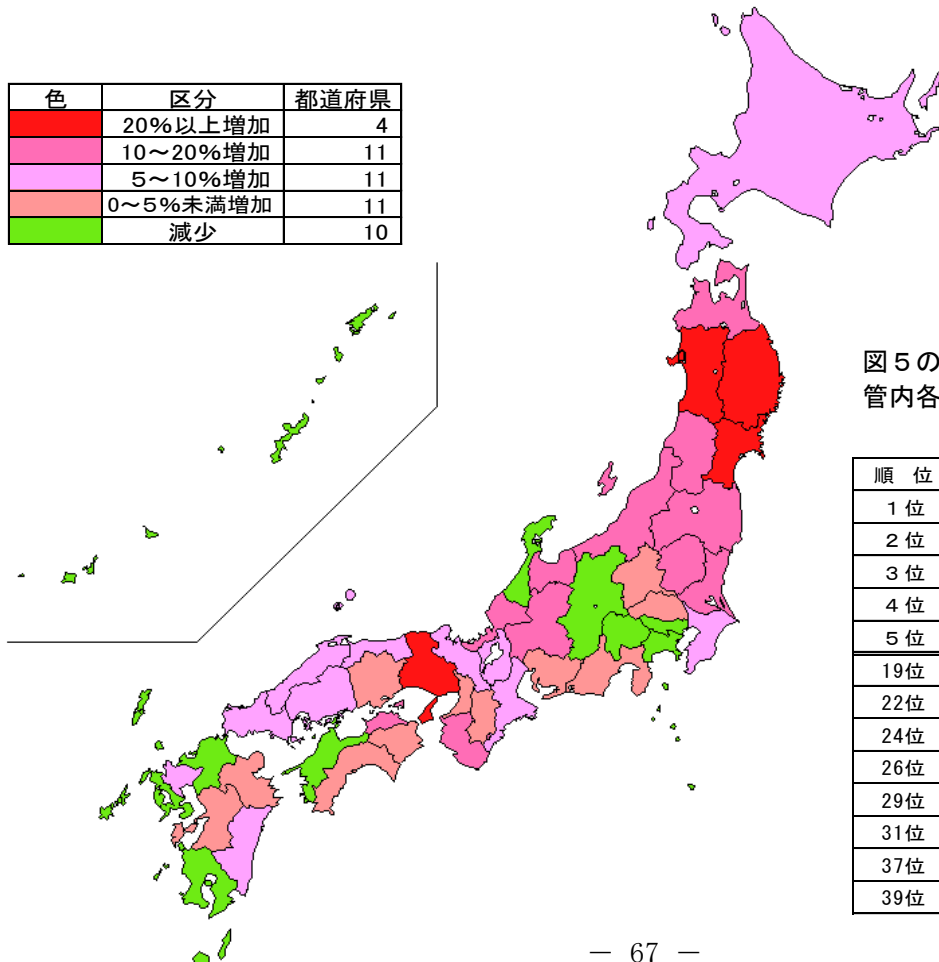 色 区分 都道府県
20%以上増加 4
10～20%増加 11
5～10%増加 11
0～5%未満増加 11
減少 10
図５の
管内各
順 位
1 位
2 位
3 位
4 位
5 位
19位
22位
24位
26位
29位
31位
37位
39位
― 67 ―